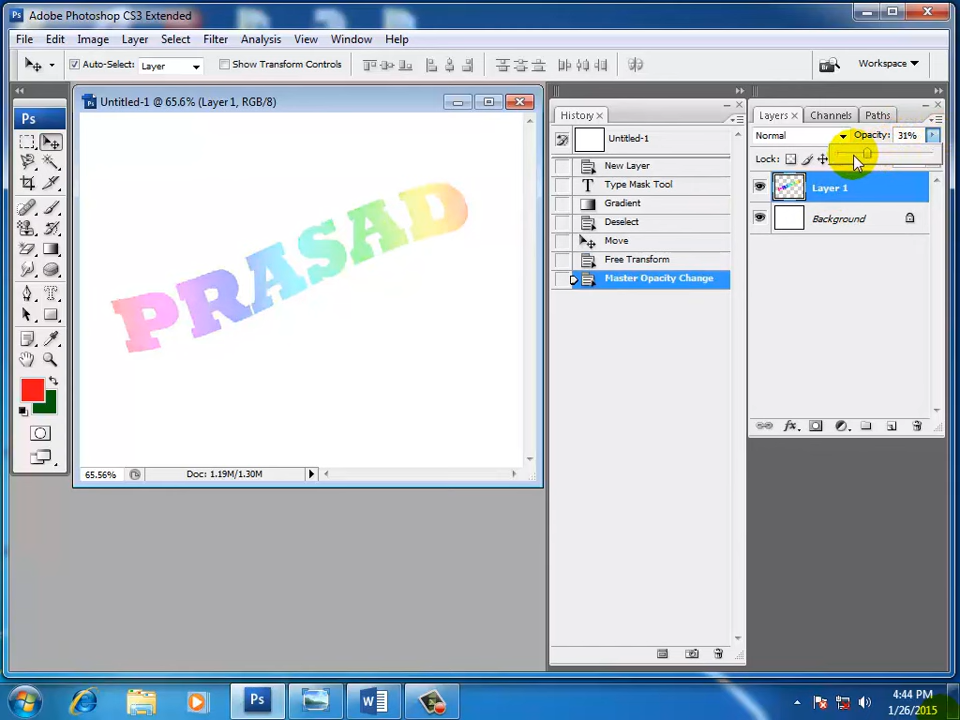 Adobe Photoshop CS3 Extended
File Edit Image Layer Select Filter Analysis View Window Help
Auto-Select: Layer Show Transform Controls Workspace
Ps
Untitled-1 @ 65.6% (Layer 1, RGB/8)
PRASAD
65.56% Doc: 1.19M/1.30M
History
Untitled-1
New Layer
Type Mask Tool
Gradient
Deselect
Move
Free Transform
Master Opacity Change
Layers Channels Paths
Normal Opacity: 31%
Lock:
Layer 1
Background
4:44 PM
1/26/2015